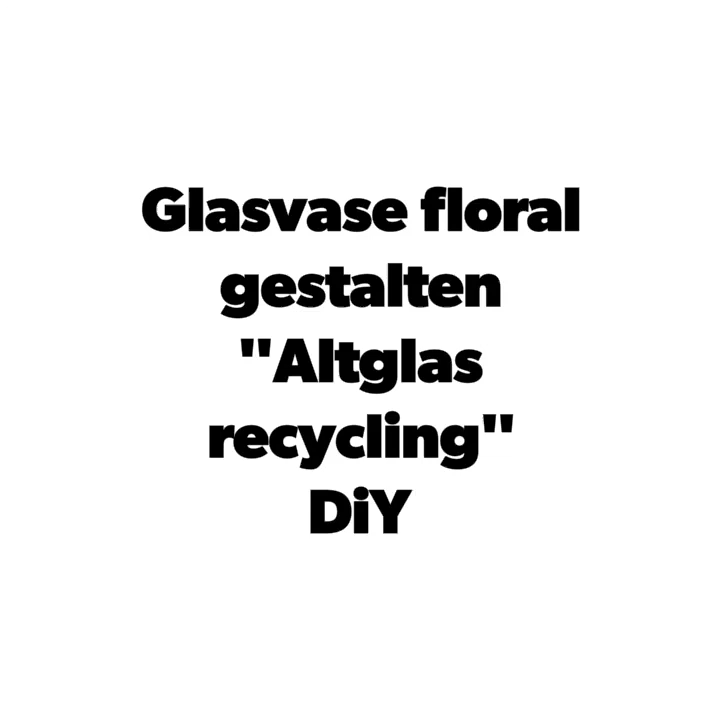 Glasvase floral
gestalten
"Altglas
recycling"
DiY